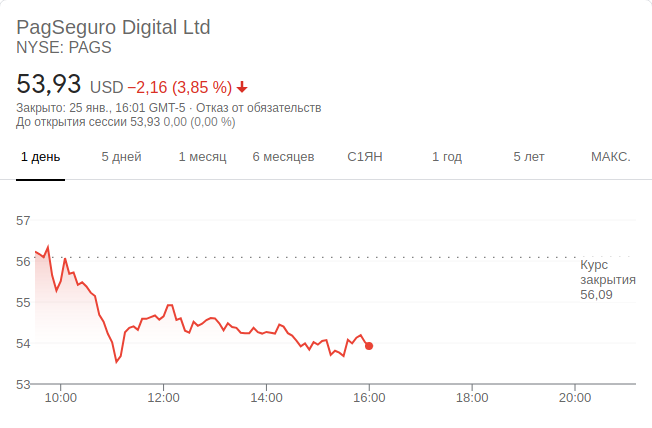 PagSeguro Digital Ltd
NYSE: PAGS
53,93 USD −2,16 (3,85 %)
Закрыто: 25 янв., 16:01 GMT-5 · Отказ от обязательств
До открытия сессии 53,93 0,00 (0,00 %)
1 день 5 дней 1 месяц 6 месяцев С1ЯН 1 год 5 лет МАКС.
57
56
Курс
закрытия
56,09
55
54
53
10:00 12:00 14:00 16:00 18:00 20:00